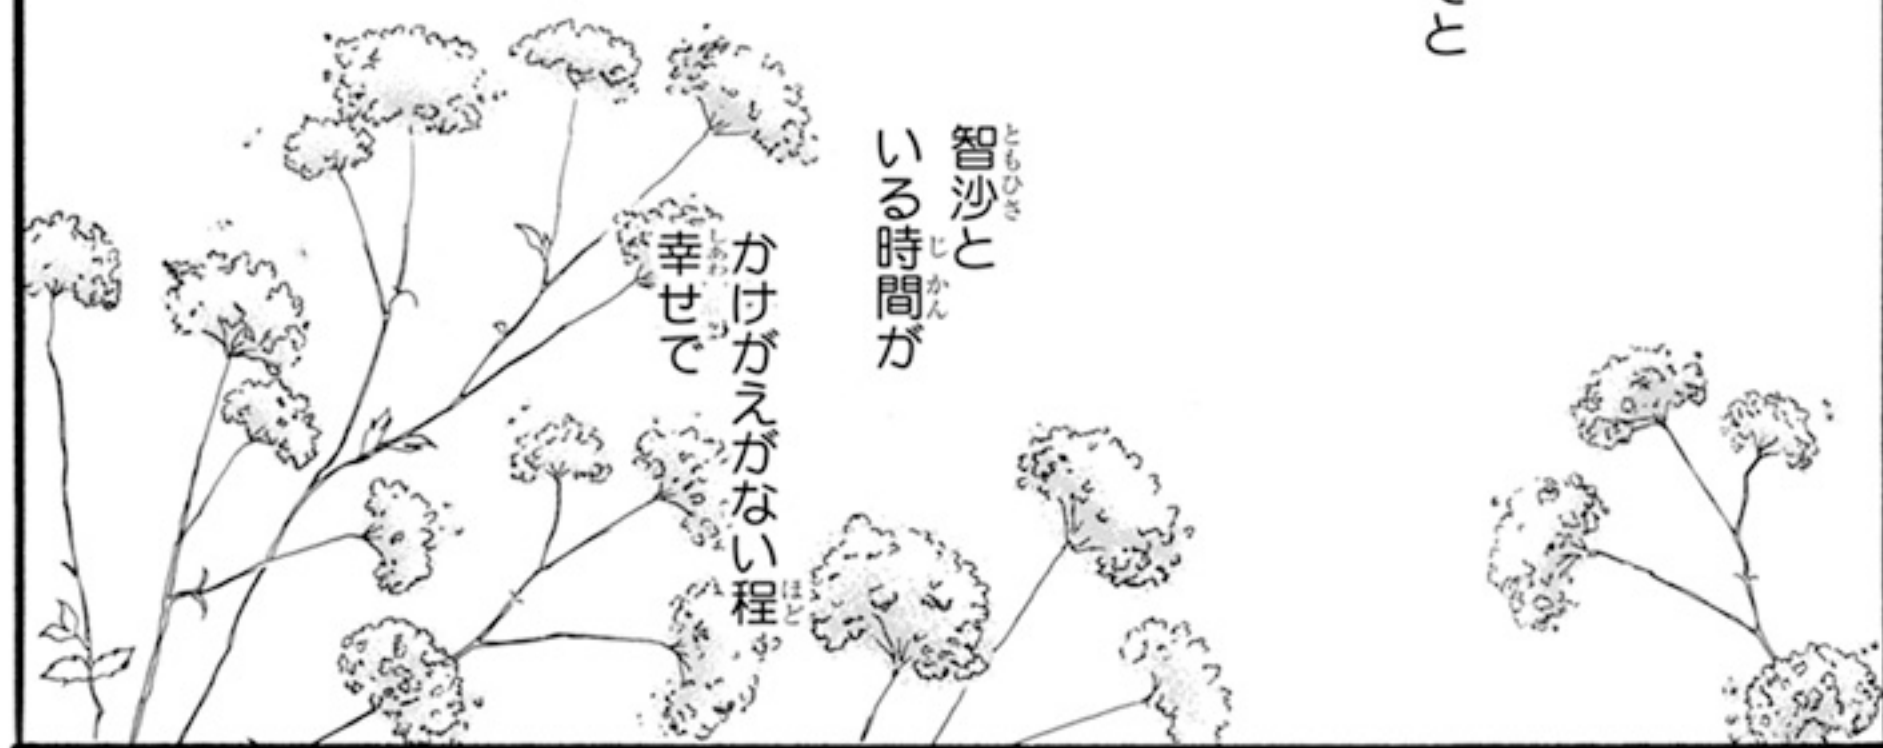 と
智沙と
いる時間が
かけがえがない程
幸せで